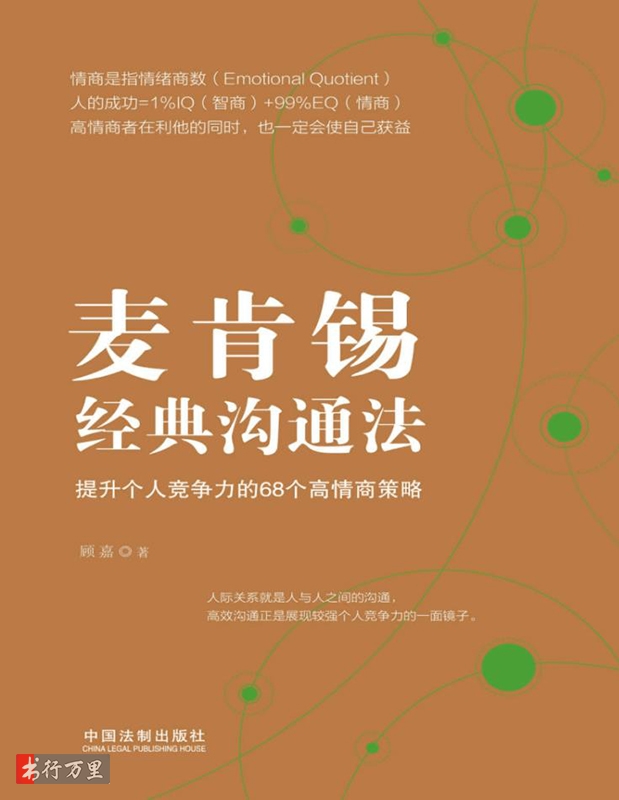 情商是指情绪商数（Emotional Quotient）
人的成功=1%IQ（智商）+99%EQ（情商）
高情商者在利他的同时，也一定会使自己获益
麦肯锡
经典沟通法
提升个人竞争力的68个高情商策略
顾嘉◎著
人际关系就是人与人之间的沟通，
高效沟通正是展现较强个人竞争力的一面镜子。
中国法制出版社
CHINA LEGAL PUBLISHING HOUSE
书行万里